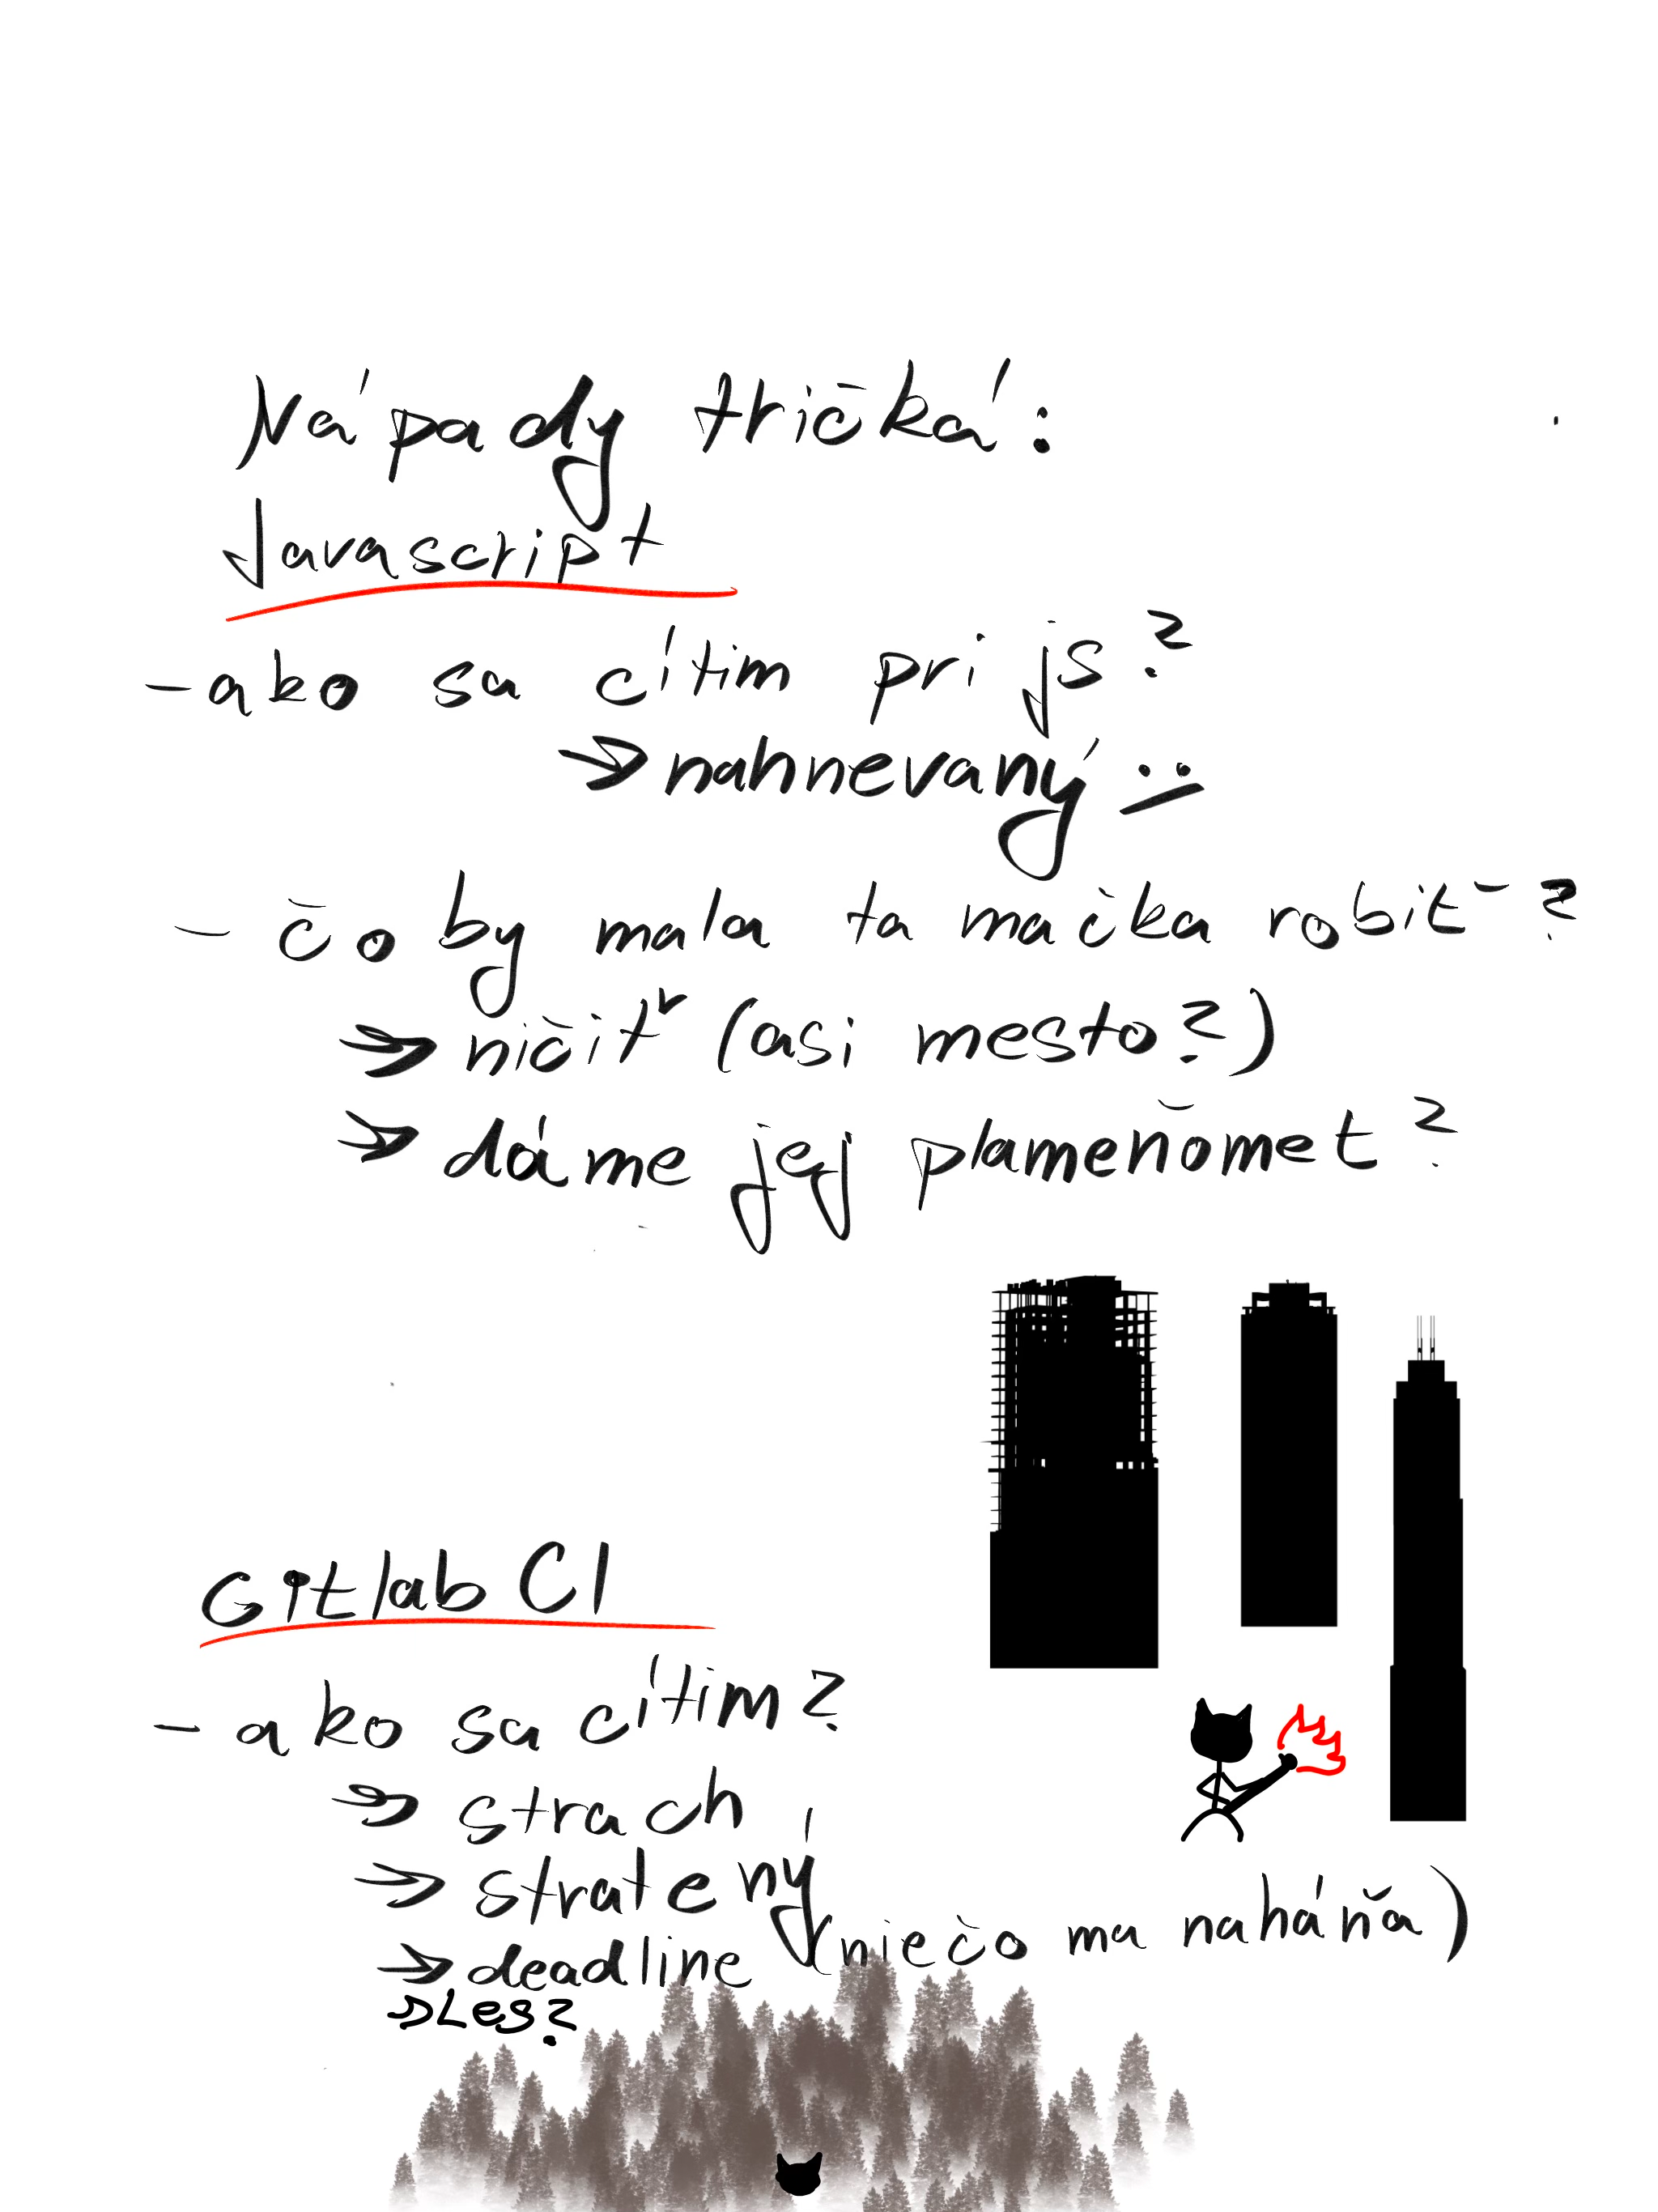 Nápady tričká:
Javascript
- ako sa cítim pri js?
→ nahnevaný :/
- čo by mala ta mačka robiť?
→ ničiť (asi mesto?)
→ dáme jej plameňomet?
Gitlab CI
- ako sa cítim?
→ strach
→ stratený
→ deadline (niečo ma naháňa)
→ Les?